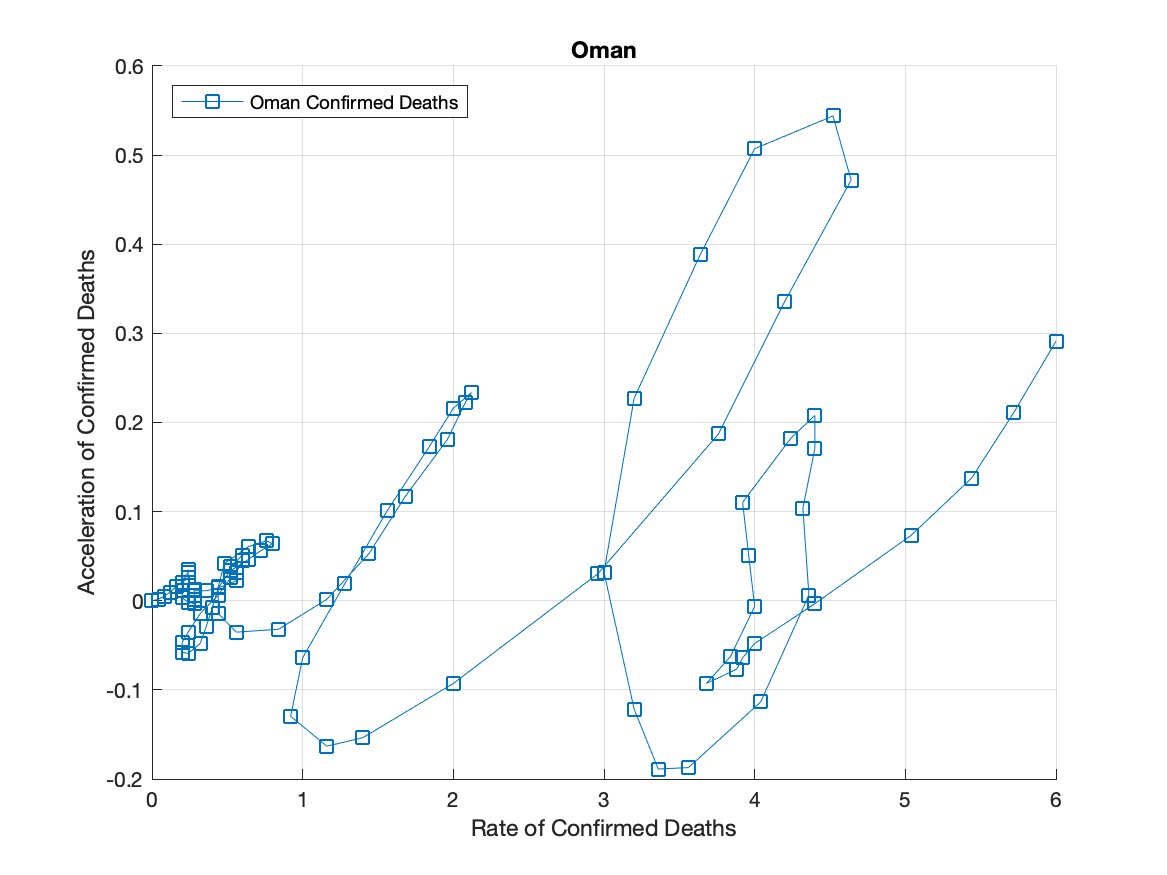 Oman
Oman Confirmed Deaths
Acceleration of Confirmed Deaths
0.6
0.5
0.4
0.3
0.2
0.1
0
-0.1
-0.2
0 1 2 3 4 5 6
Rate of Confirmed Deaths